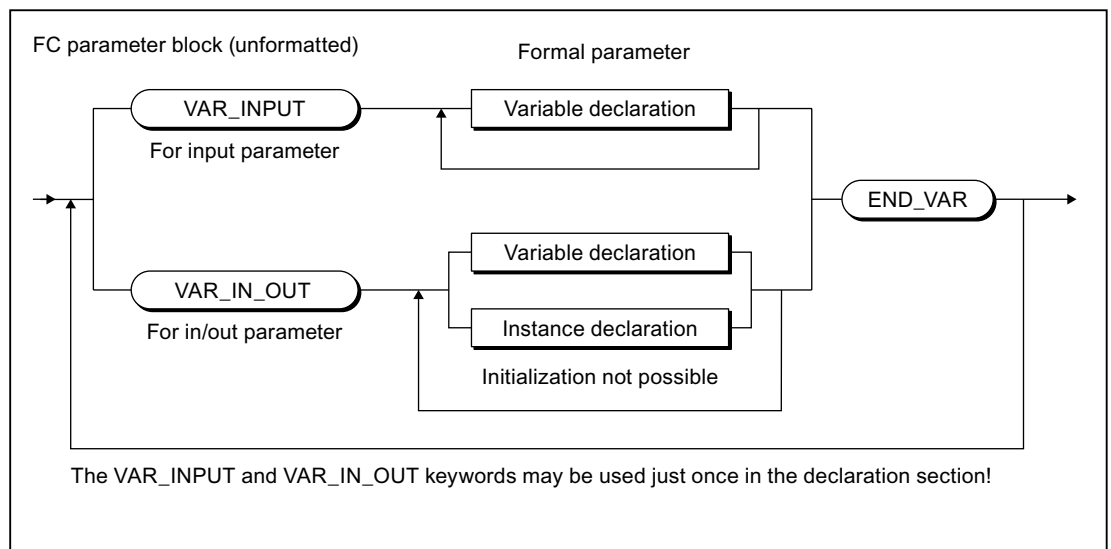 FC parameter block (unformatted)
Formal parameter
VAR_INPUT
Variable declaration
For input parameter
END_VAR
Variable declaration
VAR_IN_OUT
Instance declaration
For in/out parameter
Initialization not possible
The VAR_INPUT and VAR_IN_OUT keywords may be used just once in the declaration section!